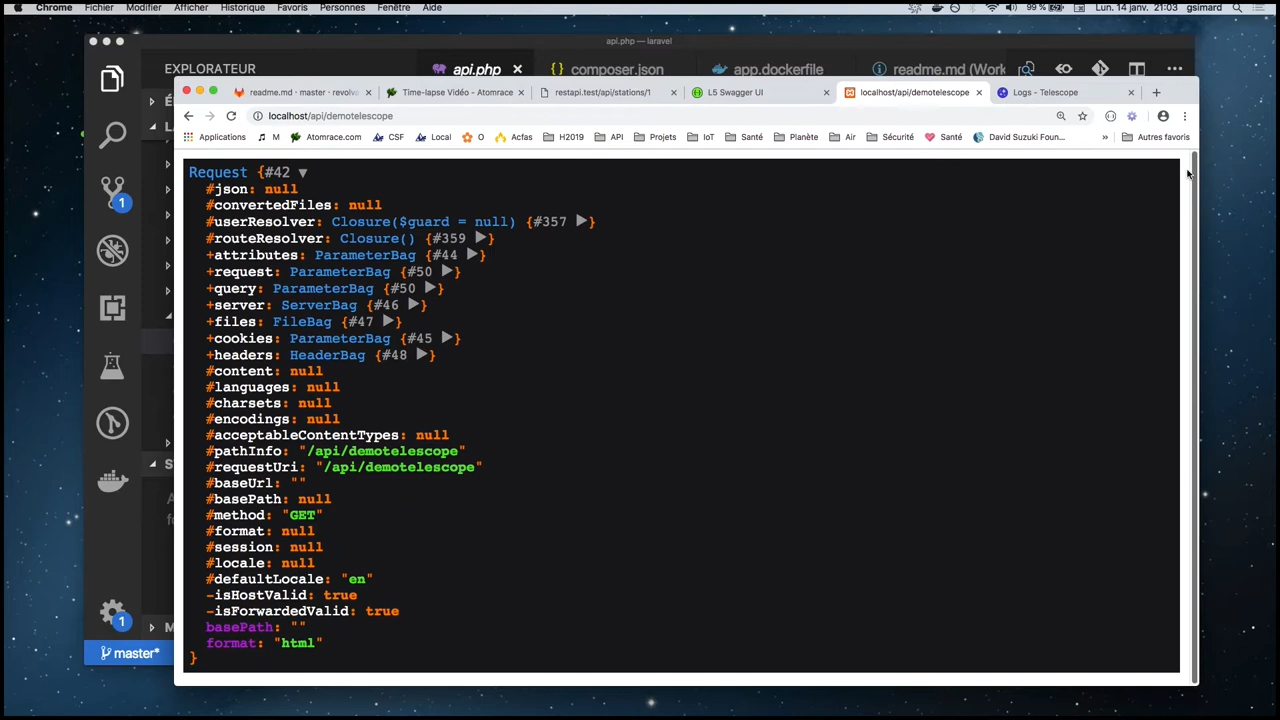 Chrome Fichier Modifier Afficher Historique Favoris Personnes Fenêtre Aide 99 % Lun. 14 janv. 21:03 gsimard
api.php — laravel
EXPLORATEUR api.php composer.json app.dockerfile readme.md (Work
readme.md · master · revolv Time-lapse Vidéo - Atomrace restapi.test/api/stations/1 L5 Swagger UI localhost/api/demotelescope Logs - Telescope
localhost/api/demotelescope
Applications M Atomrace.com CSF Local O Acfas H2019 API Projets IoT Santé Planète Air Sécurité Santé David Suzuki Foun... » Autres favoris
Request {#42 ▼
#json: null
#convertedFiles: null
#userResolver: Closure($guard = null) {#357 ▶}
#routeResolver: Closure() {#359 ▶}
+attributes: ParameterBag {#44 ▶}
+request: ParameterBag {#50 ▶}
+query: ParameterBag {#50 ▶}
+server: ServerBag {#46 ▶}
+files: FileBag {#47 ▶}
+cookies: ParameterBag {#45 ▶}
+headers: HeaderBag {#48 ▶}
#content: null
#languages: null
#charsets: null
#encodings: null
#acceptableContentTypes: null
#pathInfo: "/api/demotelescope"
#requestUri: "/api/demotelescope"
#baseUrl: ""
#basePath: null
#method: "GET"
#format: null
#session: null
#locale: null
#defaultLocale: "en"
-isHostValid: true
-isForwardedValid: true
basePath: ""
format: "html"
}
1
1
master*